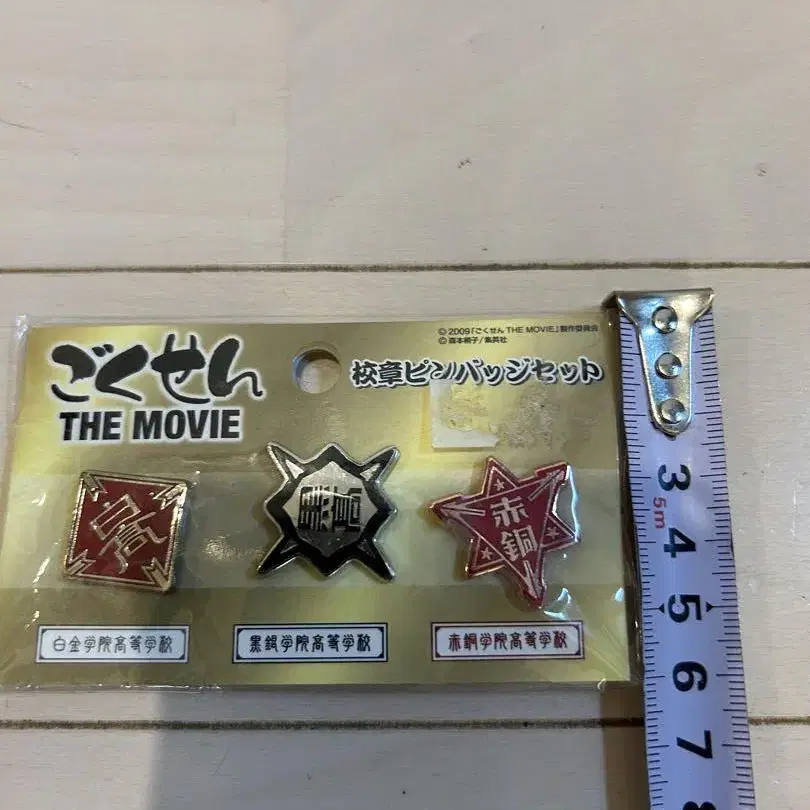 ごくせん
THE MOVIE
© 2009「ごくせん THE MOVIE」製作委員会
© 森本梢子/集英社
校章ピンバッジセット
高
黒高
赤
銅
白金学院高等学校
黒銀学院高等学校
赤銅学院高等学校
3
5m
4
5
6
7
8